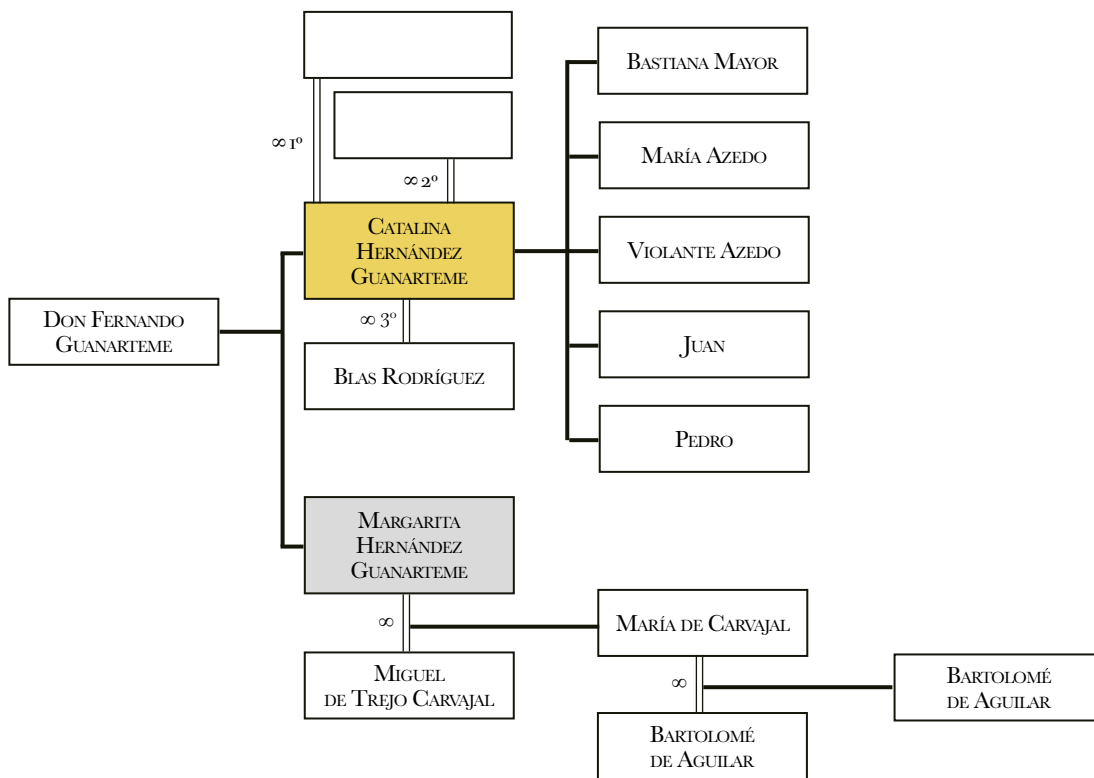 Bastiana Mayor
∞ 1º
María Azedo
∞ 2º
Catalina
Hernández
Guanarteme
Violante Azedo
Don Fernando
Guanarteme
∞ 3º
Juan
Blas Rodríguez
Pedro
Margarita
Hernández
Guanarteme
∞
María de Carvajal
Miguel
de Trejo Carvajal
∞
Bartolomé
de Aguilar
Bartolomé
de Aguilar